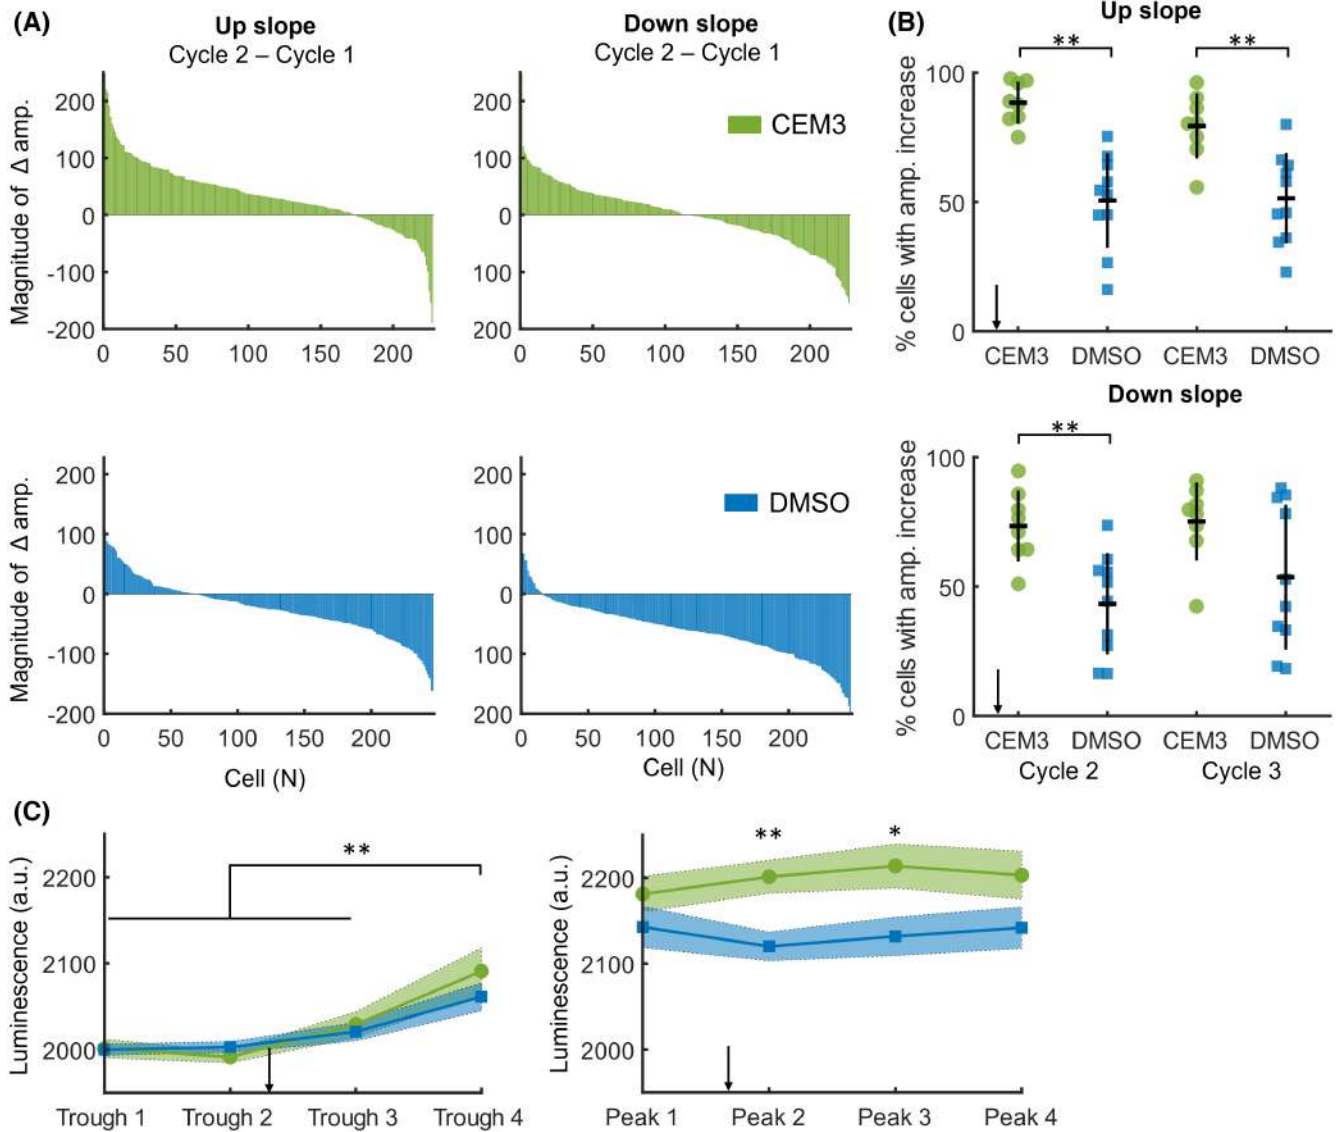 (A)
Up slope
Cycle 2 – Cycle 1
Down slope
Cycle 2 – Cycle 1
Magnitude of Δ amp.
200
100
0
-100
-200
0 50 100 150 200
CEM3
200
100
0
100
200
0 50 100 150 200
Magnitude of Δ amp.
200
100
0
-100
-200
0 50 100 150 200
Cell (N)
DMSO
200
100
0
100
200
0 50 100 150 200
Cell (N)
(B)
Up slope
** **
% cells with amp. increase
100
50
0
CEM3 DMSO CEM3 DMSO
Down slope
**
% cells with amp. increase
100
50
0
CEM3 DMSO CEM3 DMSO
Cycle 2 Cycle 3
(C)
Luminescence (a.u.)
2200
2100
2000
**
Trough 1 Trough 2 Trough 3 Trough 4
Luminescence (a.u.)
2200
2100
2000
** *
Peak 1 Peak 2 Peak 3 Peak 4